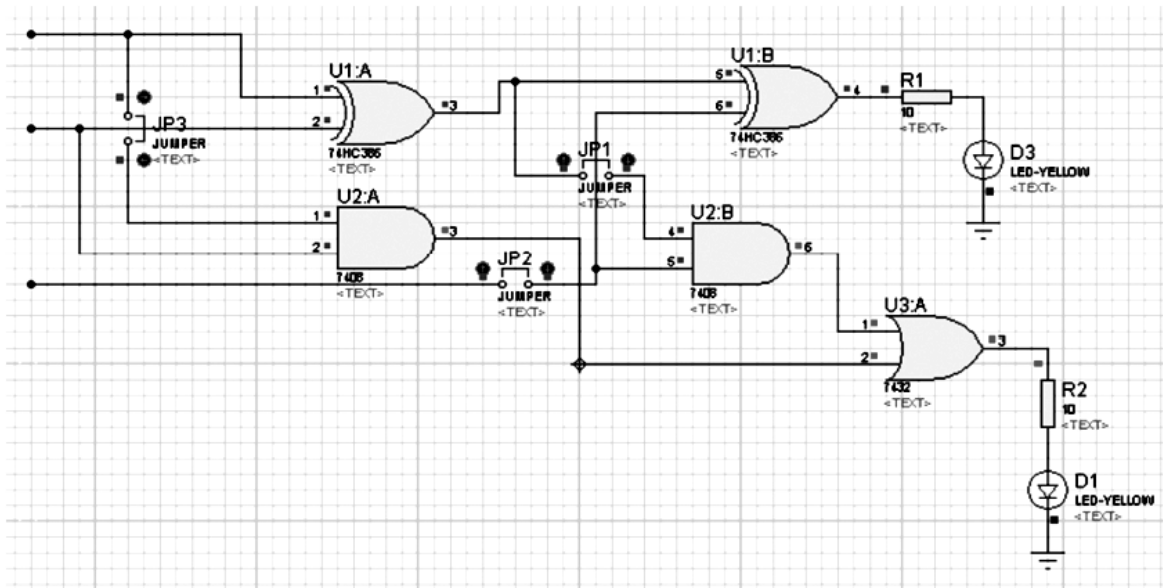 U1:A
1
2
3
74HC386
<TEXT>
JP3
JUMPER
<TEXT>
U2:A
1
2
3
7408
<TEXT>
JP2
JUMPER
<TEXT>
JP1
JUMPER
<TEXT>
U1:B
5
6
4
74HC386
<TEXT>
R1
10
<TEXT>
D3
LED-YELLOW
<TEXT>
U2:B
4
5
6
7408
<TEXT>
U3:A
1
2
3
7432
<TEXT>
R2
10
<TEXT>
D1
LED-YELLOW
<TEXT>